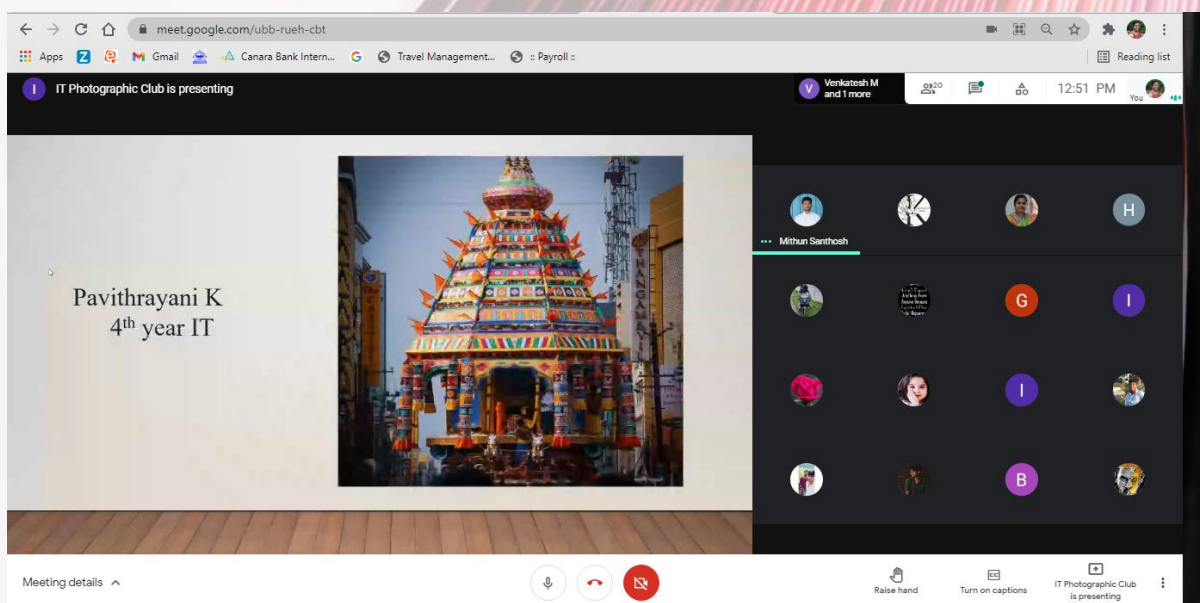 meet.google.com/ubb-rueh-cbt
Apps Z Gmail Canara Bank Intern... G Travel Management... :: Payroll :: Reading list
I IT Photographic Club is presenting
V Venkatesh M
and 1 more
20
12:51 PM
You
Pavithrayani K
4th year IT
THANGAMAYIL
Mithun Santhosh
H
G
I
I
B
Meeting details
Raise hand
CC
Turn on captions
IT Photographic Club
is presenting